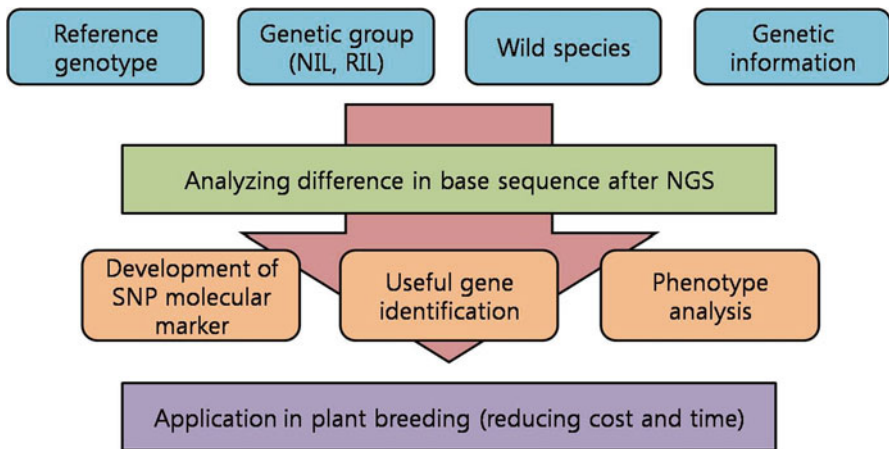 Reference
genotype
Genetic group
(NIL, RIL)
Wild species
Genetic
information
Analyzing difference in base sequence after NGS
Development of
SNP molecular
marker
Useful gene
identification
Phenotype
analysis
Application in plant breeding (reducing cost and time)